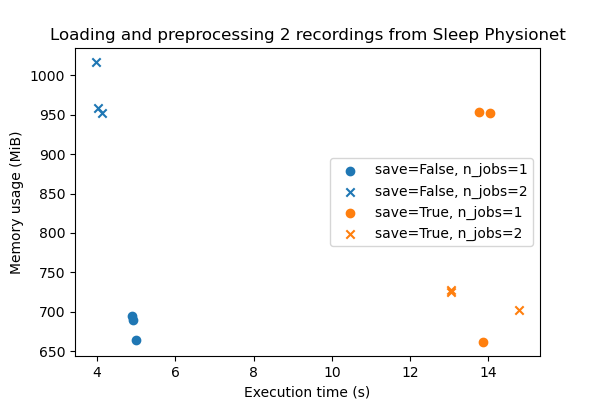 Loading and preprocessing 2 recordings from Sleep Physionet
1000
950
900
850
800
750
700
650
Memory usage (MiB)
save=False, n_jobs=1
save=False, n_jobs=2
save=True, n_jobs=1
save=True, n_jobs=2
4 6 8 10 12 14
Execution time (s)